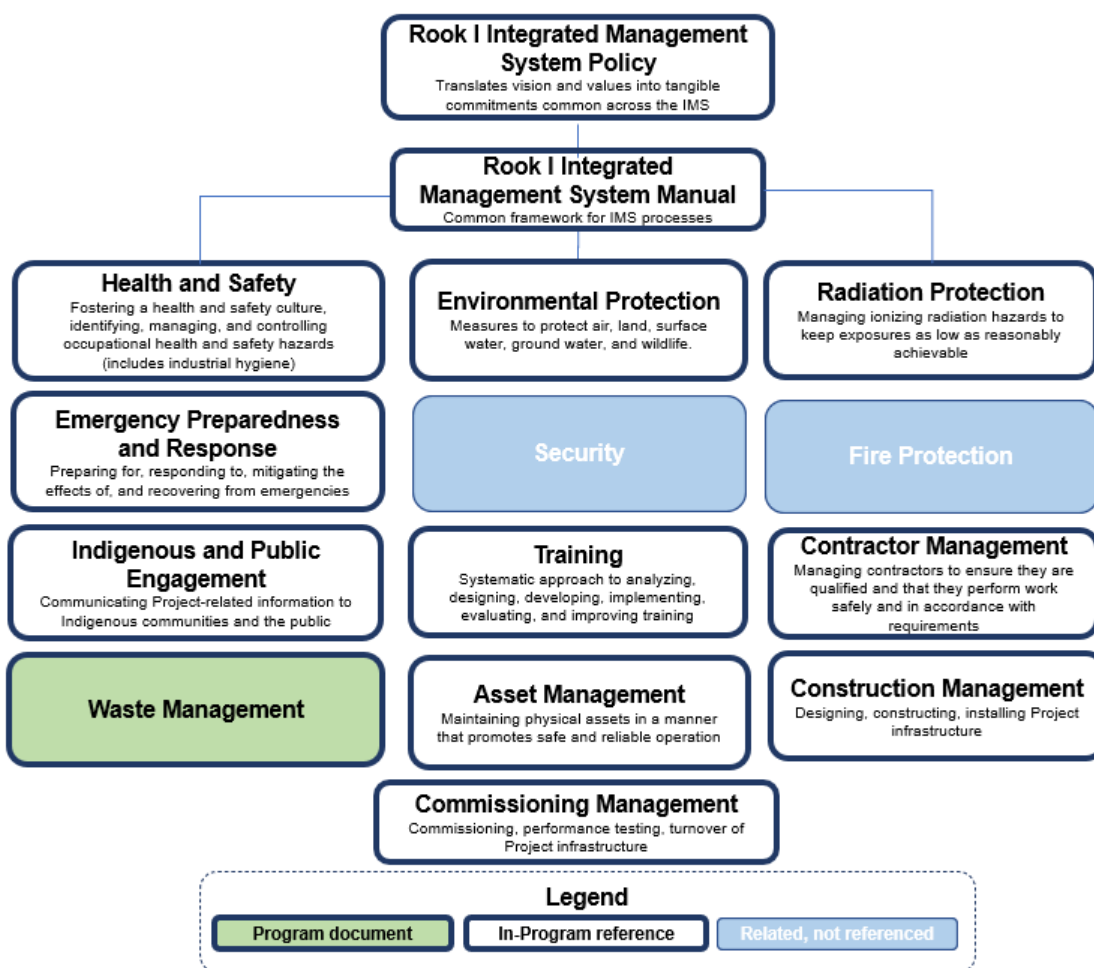 Rook I Integrated Management
System Policy
Translates vision and values into tangible
commitments common across the IMS
Rook I Integrated
Management System Manual
Common framework for IMS processes
Health and Safety
Fostering a health and safety culture,
identifying, managing, and controlling
occupational health and safety hazards
(includes industrial hygiene)
Environmental Protection
Measures to protect air, land, surface
water, ground water, and wildlife.
Radiation Protection
Managing ionizing radiation hazards to
keep exposures as low as reasonably
achievable
Emergency Preparedness
and Response
Preparing for, responding to, mitigating the
effects of, and recovering from emergencies
Security
Fire Protection
Indigenous and Public
Engagement
Communicating Project-related information to
Indigenous communities and the public
Training
Systematic approach to analyzing,
designing, developing, implementing,
evaluating, and improving training
Contractor Management
Managing contractors to ensure they are
qualified and that they perform work
safely and in accordance with
requirements
Waste Management
Asset Management
Maintaining physical assets in a manner
that promotes safe and reliable operation
Construction Management
Designing, constructing, installing Project
infrastructure
Commissioning Management
Commissioning, performance testing, turnover of
Project infrastructure
Legend
Program document
In-Program reference
Related, not referenced